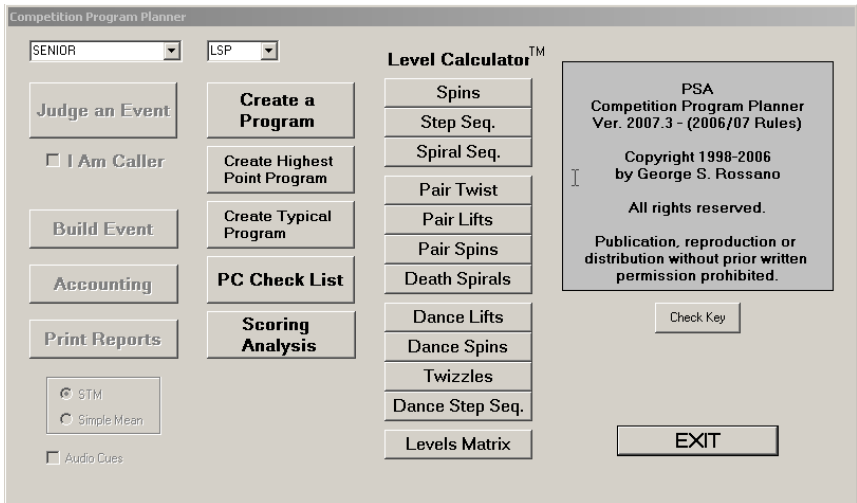 Competition Program Planner
SENIOR
LSP
Judge an Event
I Am Caller
Build Event
Accounting
Print Reports
STM
Simple Mean
Audio Cues
Create a
Program
Create Highest
Point Program
Create Typical
Program
PC Check List
Scoring
Analysis
Level Calculator TM
Spins
Step Seq.
Spiral Seq.
Pair Twist
Pair Lifts
Pair Spins
Death Spirals
Dance Lifts
Dance Spins
Twizzles
Dance Step Seq.
Levels Matrix
PSA
Competition Program Planner
Ver. 2007.3 - (2006/07 Rules)
Copyright 1998-2006
by George S. Rossano
All rights reserved.
Publication, reproduction or
distribution without prior written
permission prohibited.
Check Key
EXIT